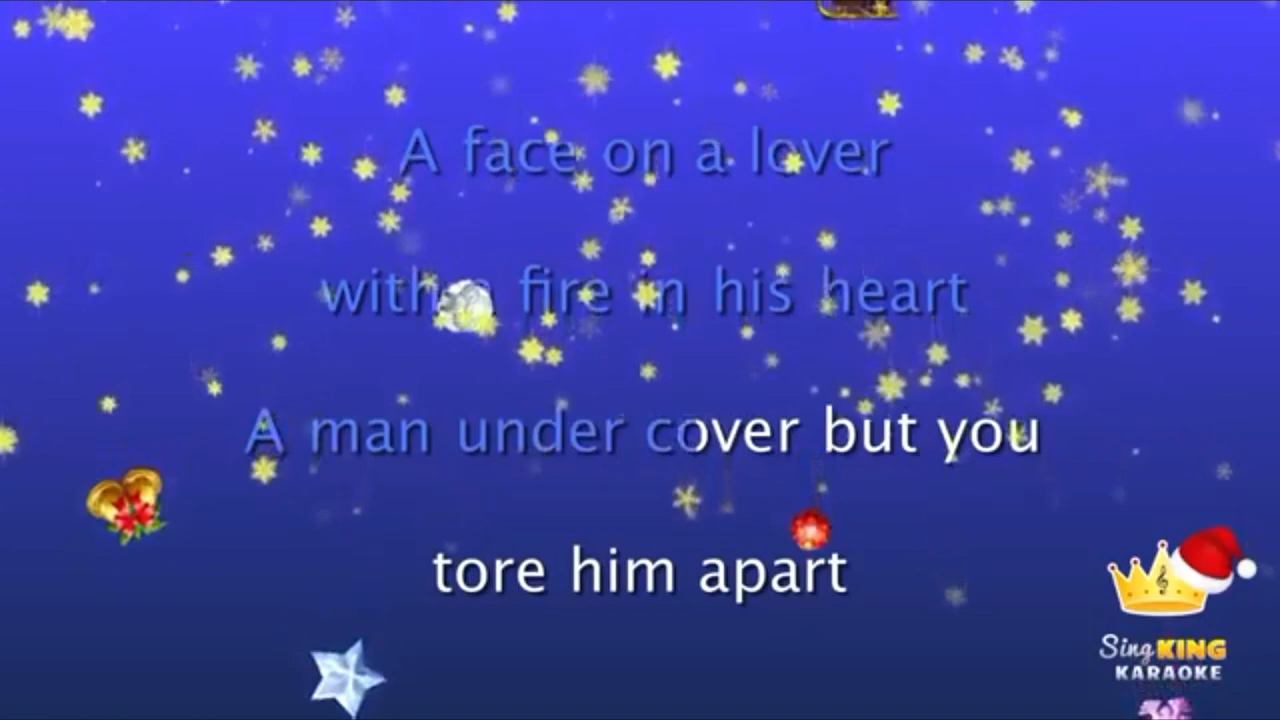 A face on a lover
with a fire in his heart
A man under cover but you
tore him apart
Sing KING
KARAOKE